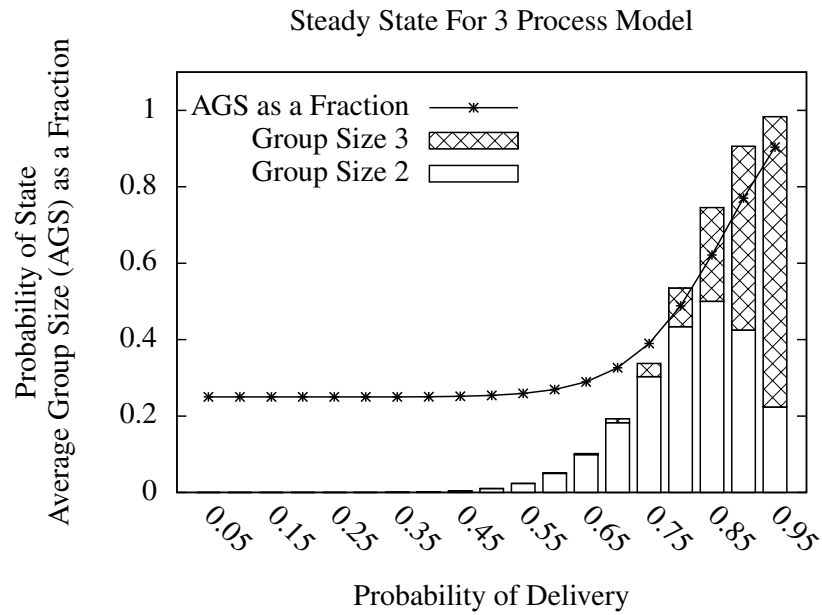 Steady State For 3 Process Model
Probability of State
Average Group Size (AGS) as a Fraction
1
0.8
0.6
0.4
0.2
0
AGS as a Fraction
Group Size 3
Group Size 2
0.05
0.15
0.25
0.35
0.45
0.55
0.65
0.75
0.85
0.95
Probability of Delivery